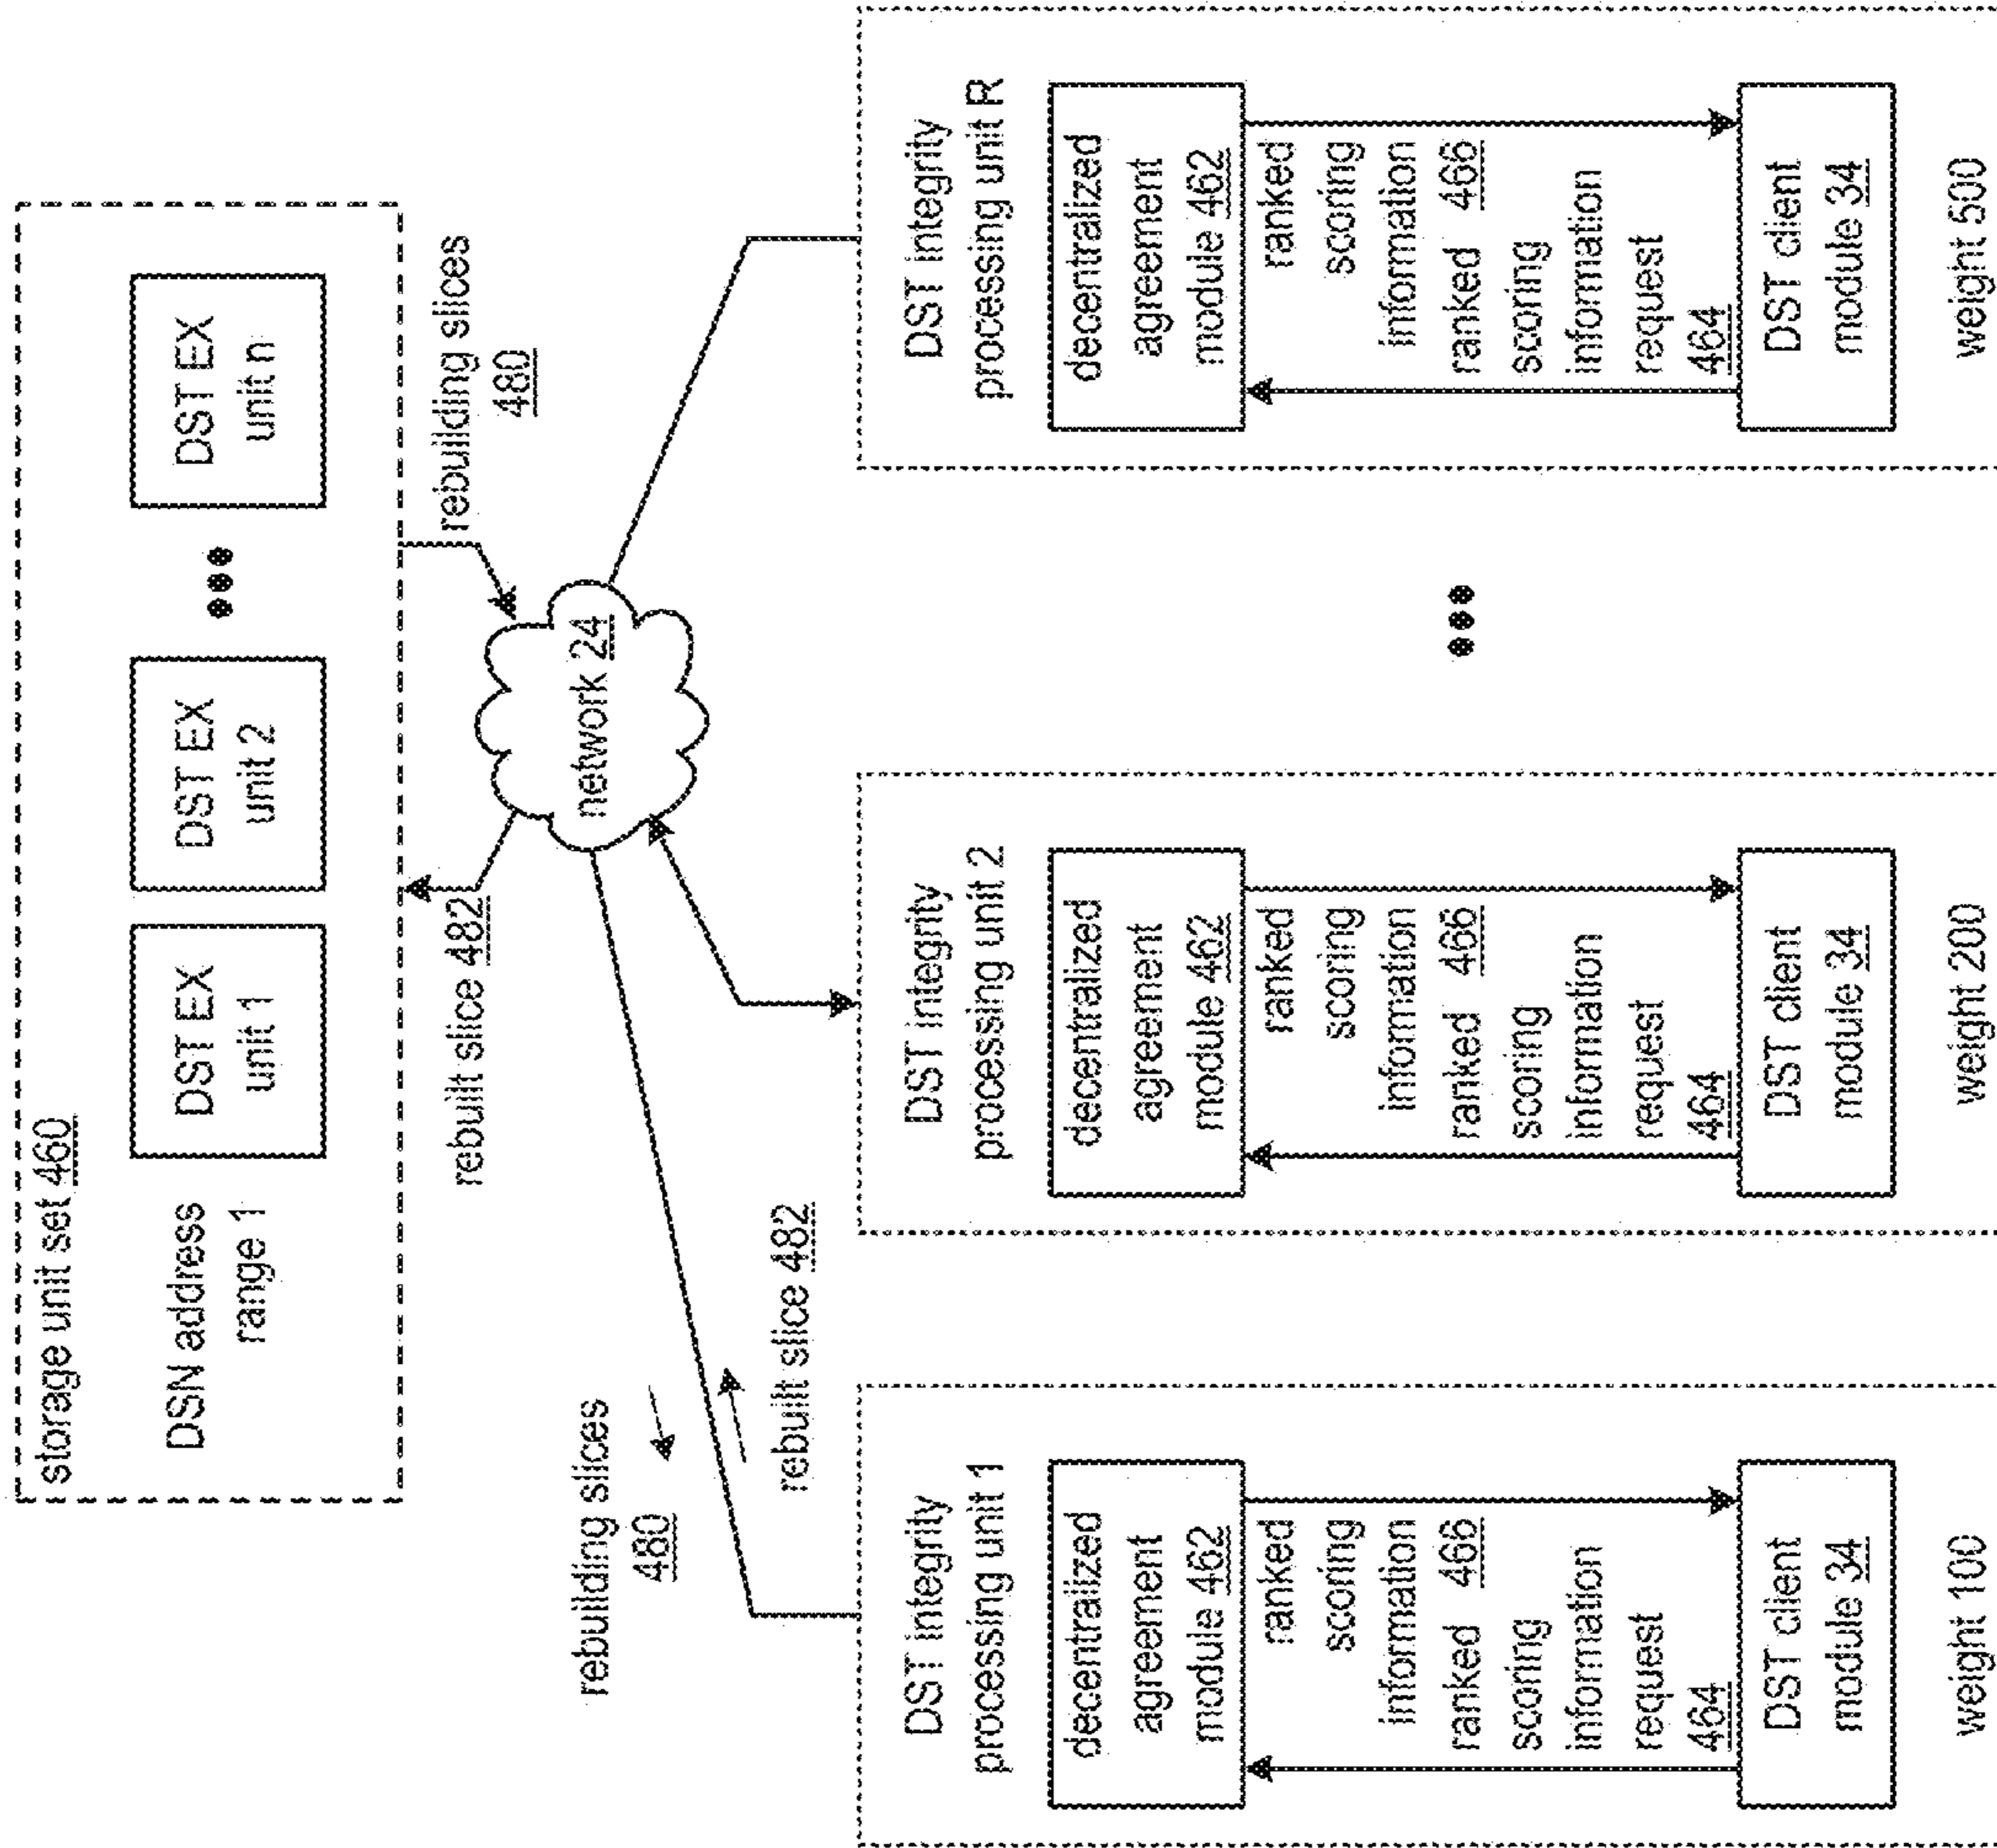 storage unit set 460
DSN address
range 1
DST EX
unit 1
DST EX
unit 2
DST EX
unit n
rebuilt slice 482
rebuilding slices
480
network 24
rebuilding slices
480
rebuilt slice 482
DST integrity
processing unit 1
decentralized
agreement
module 462
ranked
scoring
information
ranked 466
scoring
information
request
464
DST client
module 34
weight 100
DST integrity
processing unit 2
decentralized
agreement
module 462
ranked
scoring
information
ranked 466
scoring
information
request
464
DST client
module 34
weight 200
DST integrity
processing unit R
decentralized
agreement
module 462
ranked
scoring
information
ranked 466
scoring
information
request
464
DST client
module 34
weight 500